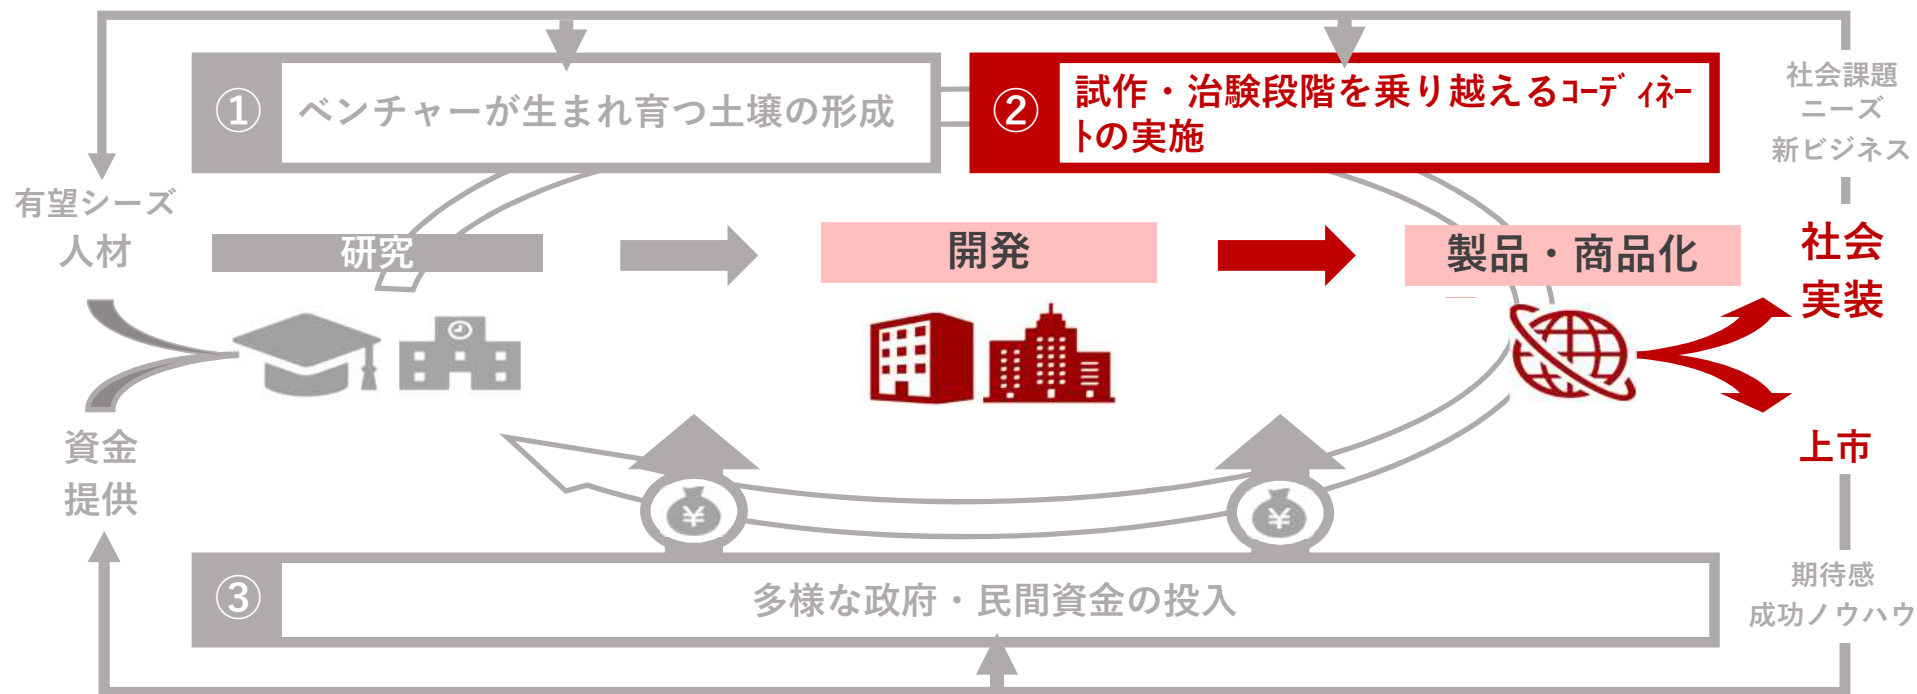 ① ベンチャーが生まれ育つ土壌の形成
② 試作・治験段階を乗り越えるｺｰﾃﾞｨﾈｰ
ﾄの実施
社会課題
ニーズ
新ビジネス
有望シーズ
人材
研究
開発
製品・商品化
社会
実装
資金
提供
¥
¥
上市
③ 多様な政府・民間資金の投入
期待感
成功ノウハウ